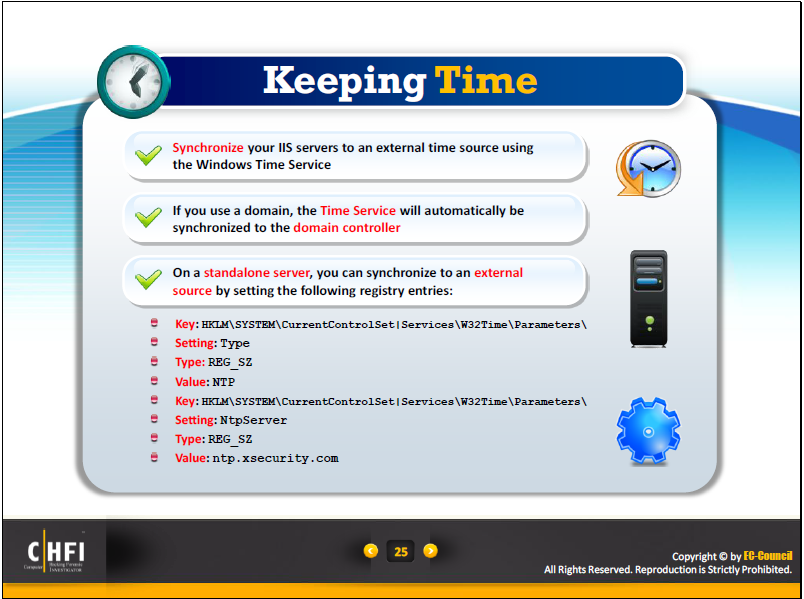 Keeping Time
Synchronize your IIS servers to an external time source using
the Windows Time Service
If you use a domain, the Time Service will automatically be
synchronized to the domain controller
On a standalone server, you can synchronize to an external
source by setting the following registry entries:
Key: HKLM\SYSTEM\CurrentControlSet|Services\W32Time\Parameters\
Setting: Type
Type: REG_SZ
Value: NTP
Key: HKLM\SYSTEM\CurrentControlSet|Services\W32Time\Parameters\
Setting: NtpServer
Type: REG_SZ
Value: ntp.xsecurity.com
CHFI
Computer Hacking Forensic
INVESTIGATOR
25
Copyright © by EC-Council
All Rights Reserved. Reproduction is Strictly Prohibited.